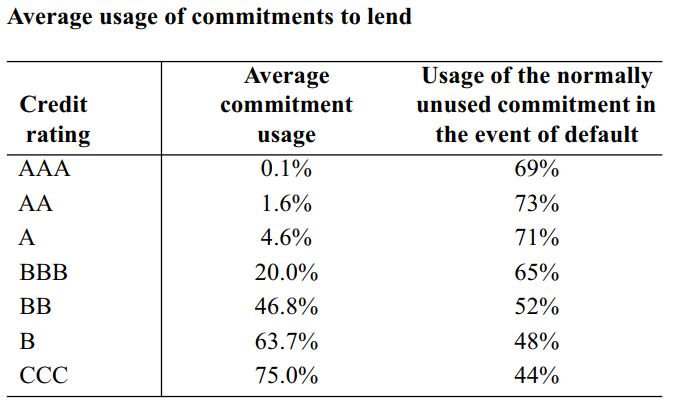 Average usage of commitments to lend
Credit rating Average commitment usage Usage of the normally unused commitment in the event of default
AAA 0.1% 69%
AA 1.6% 73%
A 4.6% 71%
BBB 20.0% 65%
BB 46.8% 52%
B 63.7% 48%
CCC 75.0% 44%